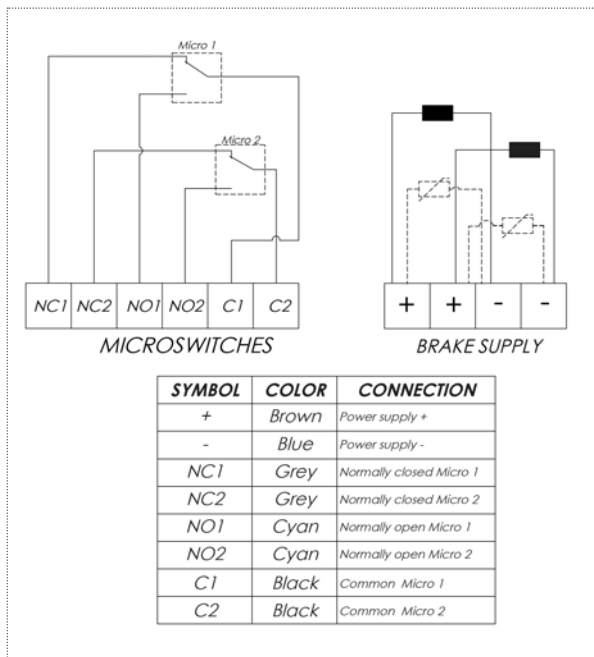 Micro 1
Micro 2
NC1 NC2 NO1 NO2 C1 C2
+ + - -
MICROSWITCHES
BRAKE SUPPLY
SYMBOL COLOR CONNECTION
+ Brown Power supply +
- Blue Power supply -
NC1 Grey Normally closed Micro 1
NC2 Grey Normally closed Micro 2
NO1 Cyan Normally open Micro 1
NO2 Cyan Normally open Micro 2
C1 Black Common Micro 1
C2 Black Common Micro 2